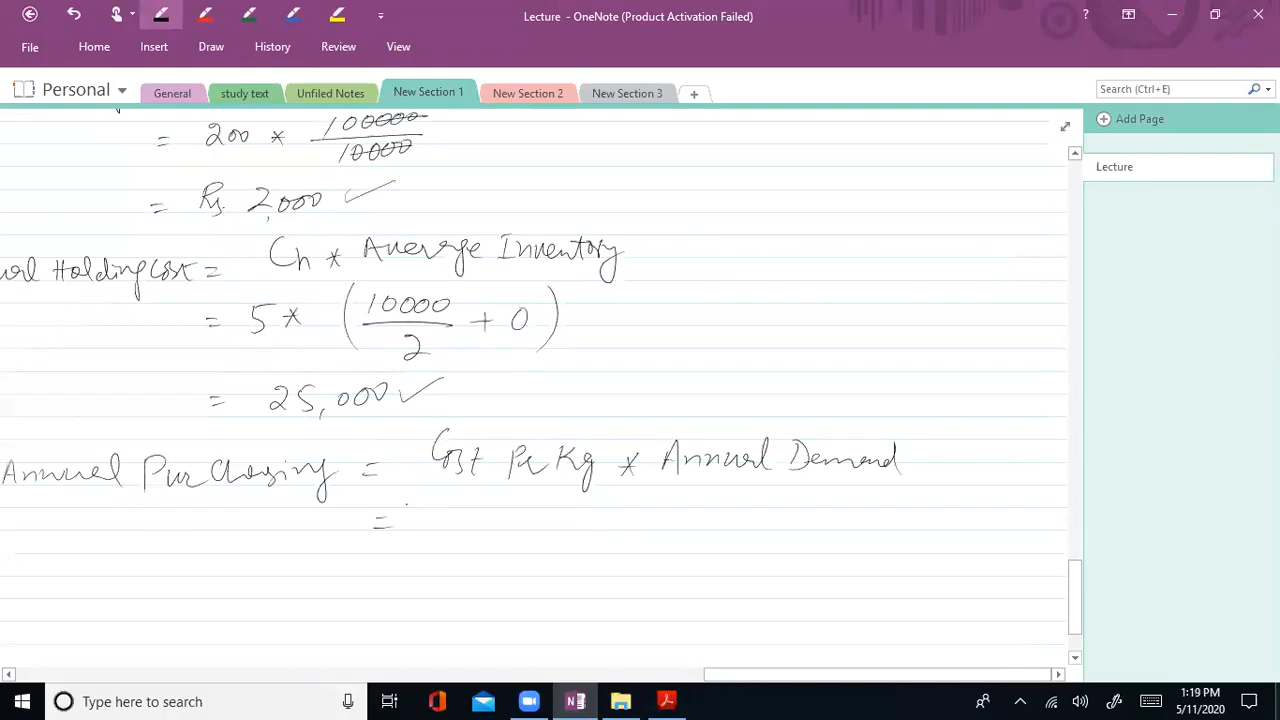 Lecture - OneNote (Product Activation Failed)
File Home Insert Draw History Review View
Personal General study text Unfiled Notes New Section 1 New Section 2 New Section 3 Search (Ctrl+E)
Add Page
Lecture
= 200 * 100000 / 10000
= Rs. 2,000 ✓
Holding Cost = Ch * Average Inventory
= 5 * (10000 / 2 + 0)
= 25,000 ✓
Annual Purchasing = Cost Per Kg * Annual Demand
=
Type here to search
1:19 PM
5/11/2020